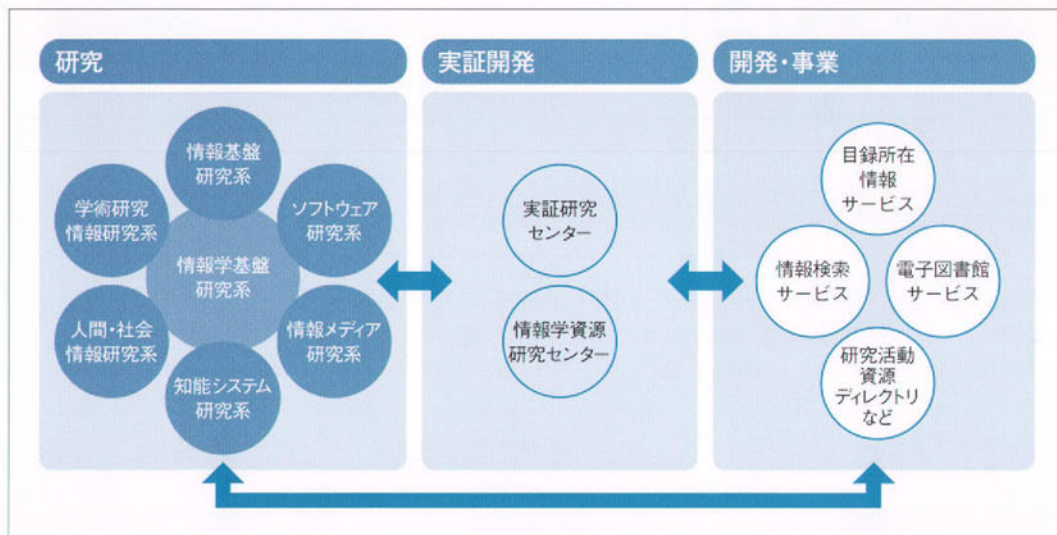 研究
実証開発
開発・事業
情報基盤
研究系
学術研究
情報研究系
ソフトウェア
研究系
情報学基盤
研究系
人間・社会
情報研究系
情報メディア
研究系
知能システム
研究系
実証研究
センター
情報学資源
研究センター
目録所在
情報
サービス
情報検索
サービス
電子図書館
サービス
研究活動
資源
ディレクトリ
など